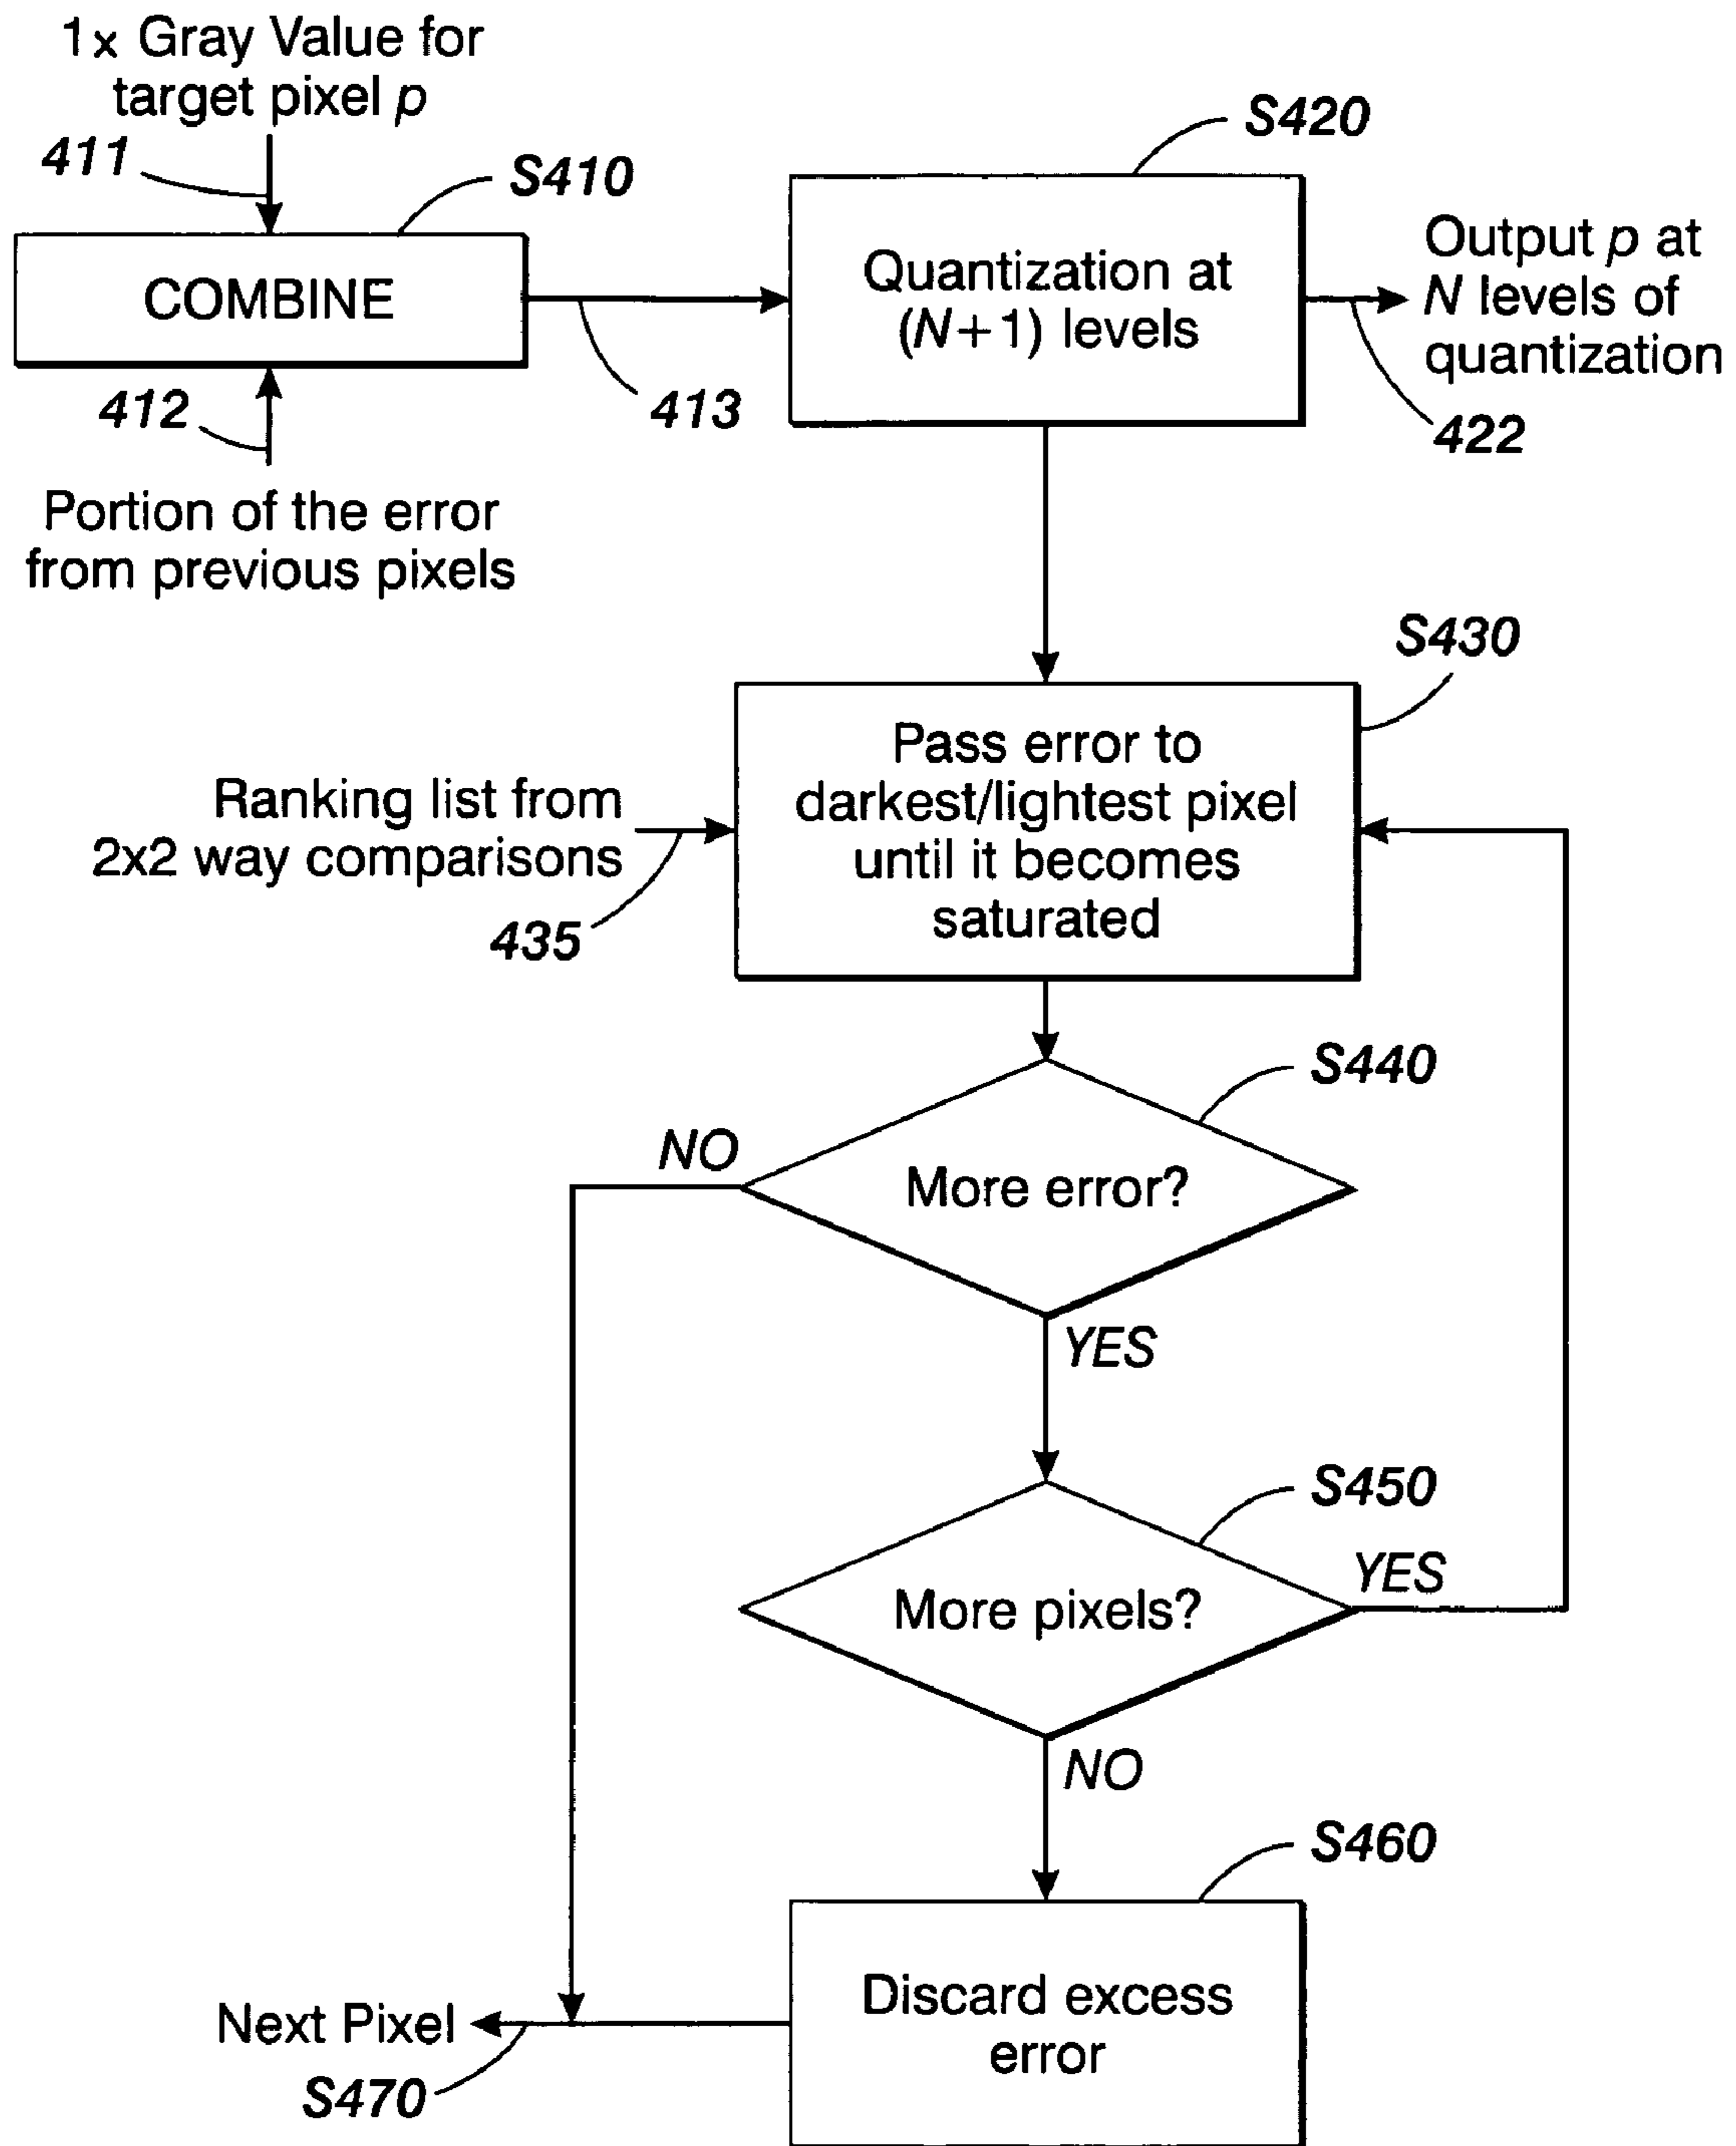 1x Gray Value for
target pixel p
411
S410
COMBINE
412
413
Portion of the error
from previous pixels
S420
Quantization at
(N+1) levels
Output p at
N levels of
quantization
422
S430
Pass error to
darkest/lightest pixel
until it becomes
saturated
Ranking list from
2x2 way comparisons
435
S440
NO
More error?
YES
S450
More pixels?
YES
NO
S460
Discard excess
error
Next Pixel
S470